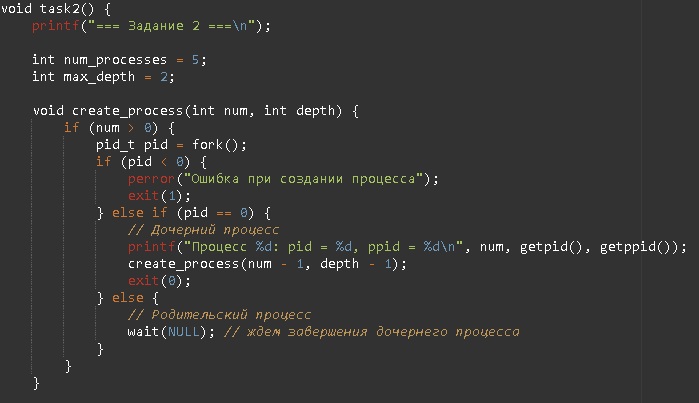 void task2() {
    printf("=== Задание 2 ===\n");

    int num_processes = 5;
    int max_depth = 2;

    void create_process(int num, int depth) {
        if (num > 0) {
            pid_t pid = fork();
            if (pid < 0) {
                perror("Ошибка при создании процесса");
                exit(1);
            } else if (pid == 0) {
                // Дочерний процесс
                printf("Процесс %d: pid = %d, ppid = %d\n", num, getpid(), getppid());
                create_process(num - 1, depth - 1);
                exit(0);
            } else {
                // Родительский процесс
                wait(NULL); // ждем завершения дочернего процесса
            }
        }
    }